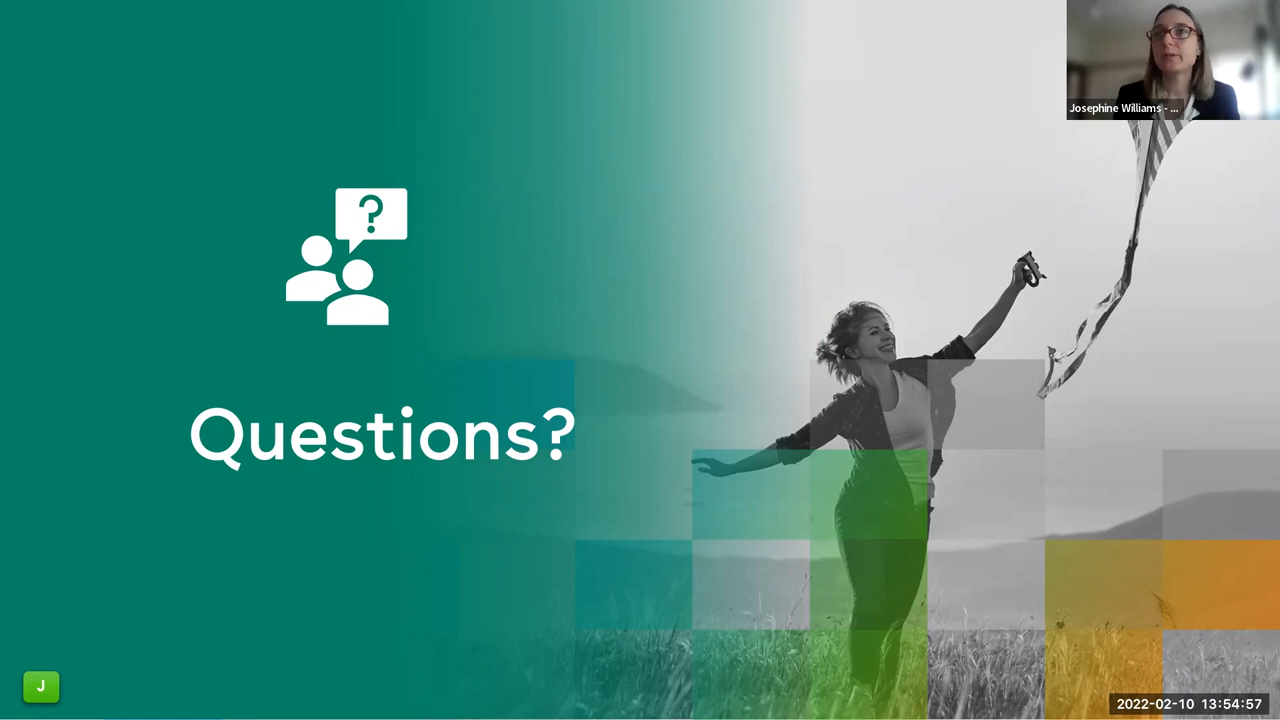 Josephine Williams - ...
?
Questions?
J
2022-02-10 13:54:57